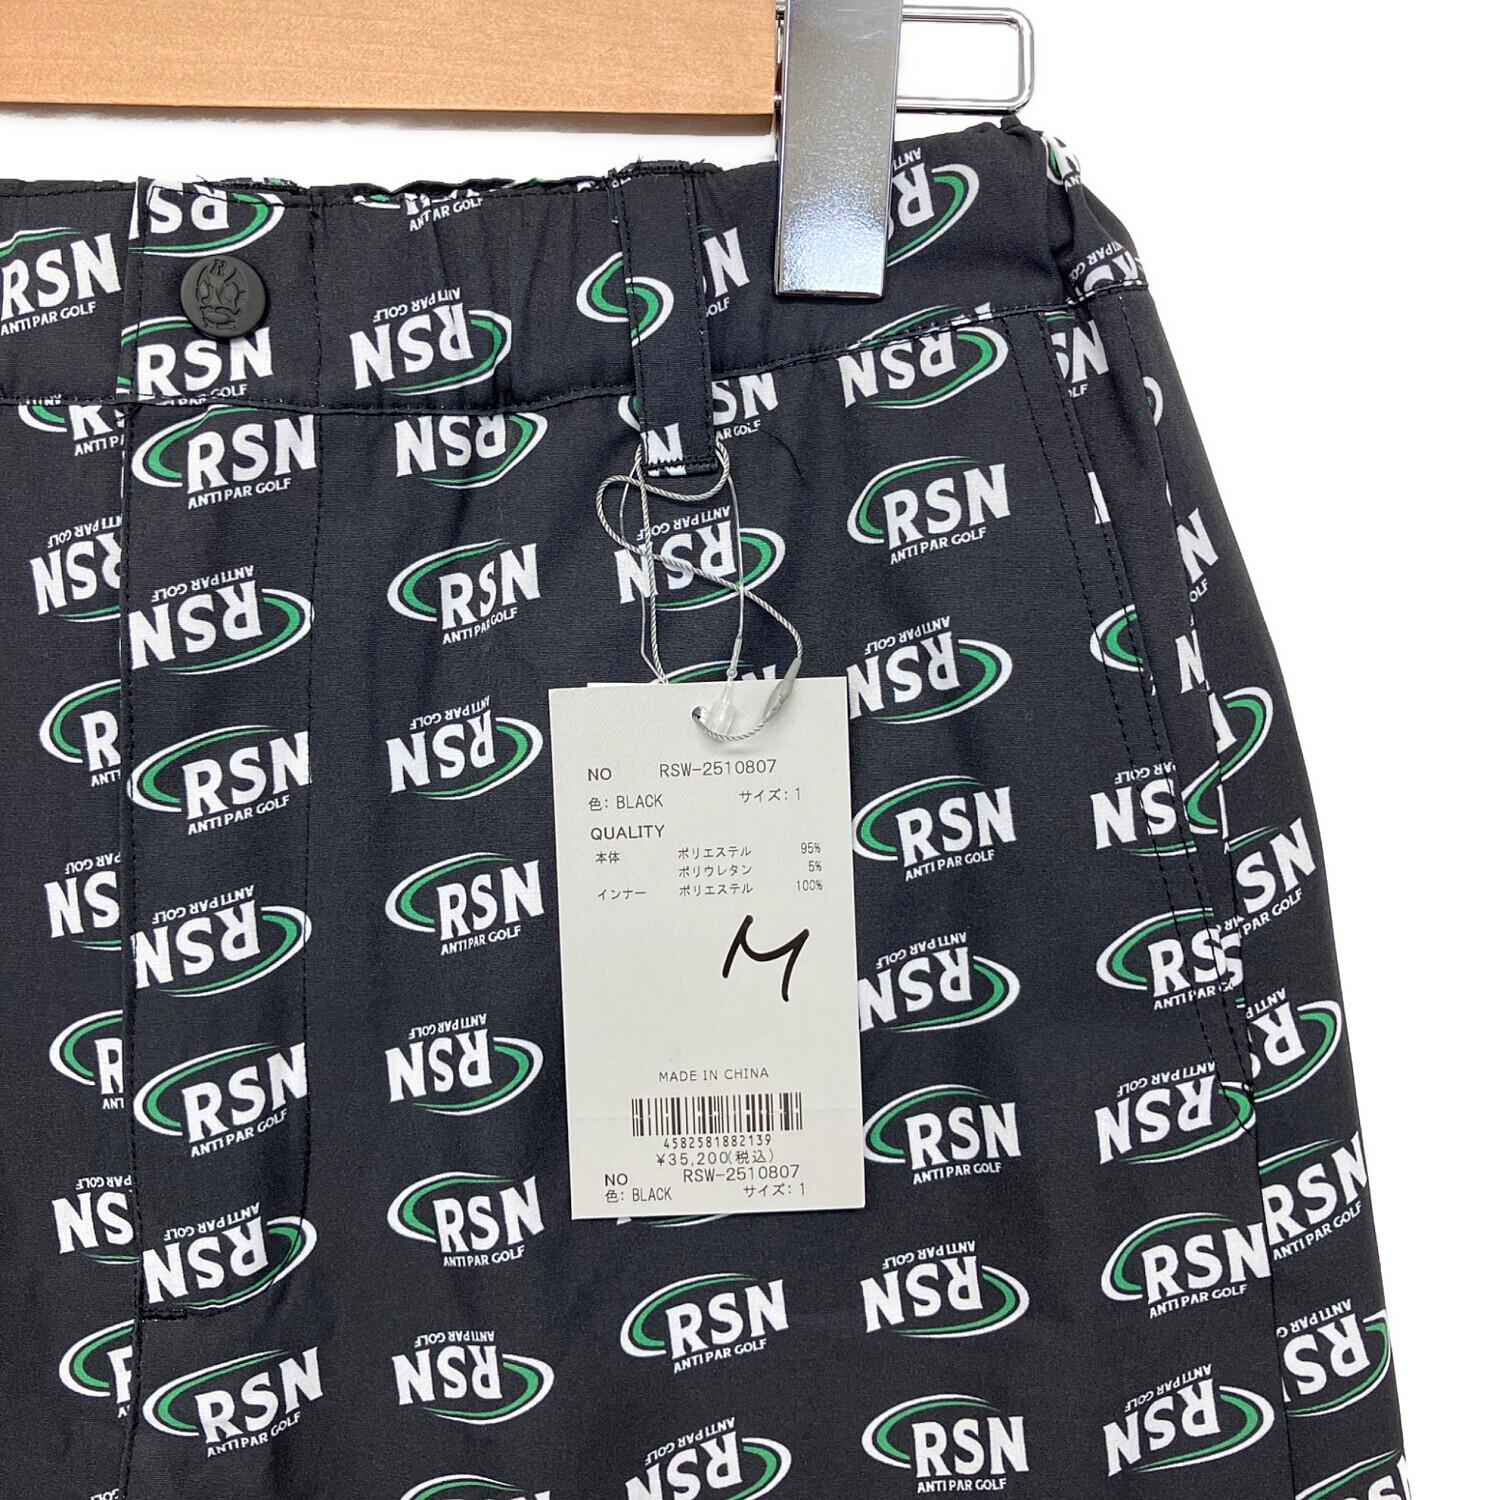 RSN
ANTI PAR GOLF
NO RSW-2510807
色: BLACK サイズ: 1
QUALITY
本体 ポリエステル 95%
ポリウレタン 5%
インナー ポリエステル 100%
M
MADE IN CHINA
4582581882139
¥35,200(税込)
NO RSW-2510807
色: BLACK サイズ: 1